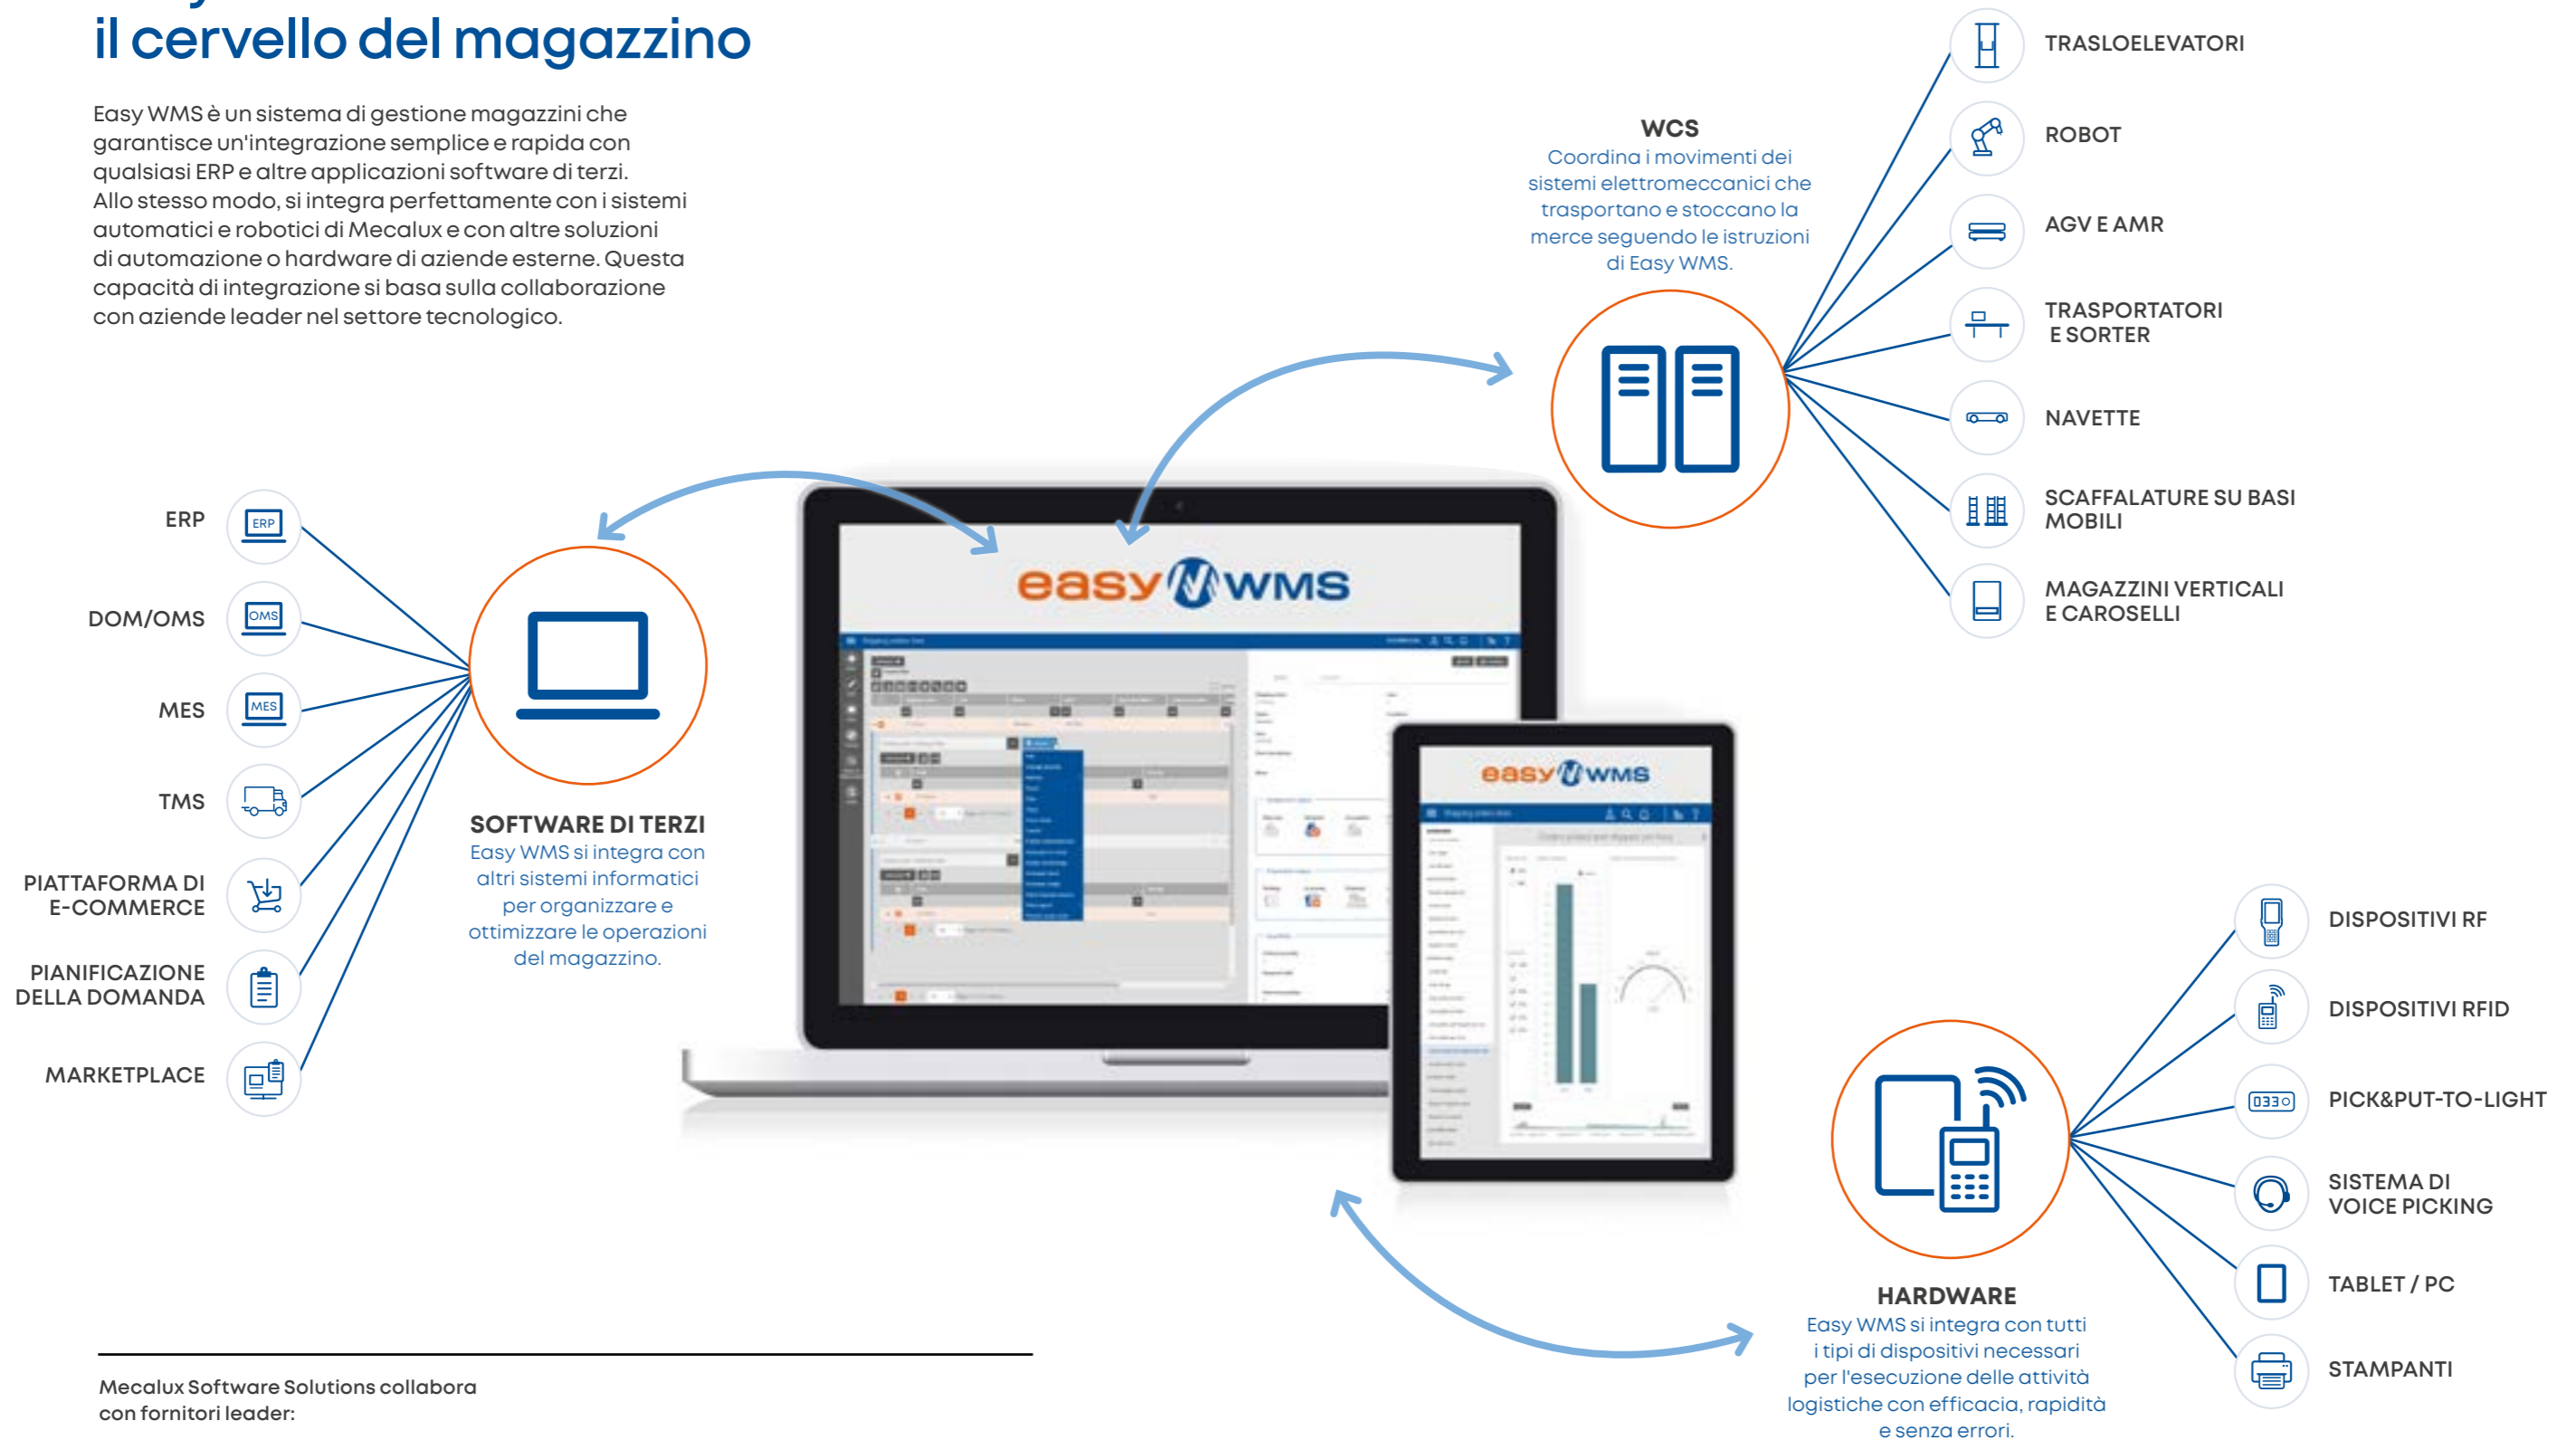 il cervello del magazzino
Easy WMS è un sistema di gestione magazzini che
garantisce un'integrazione semplice e rapida con
qualsiasi ERP e altre applicazioni software di terzi.
Allo stesso modo, si integra perfettamente con i sistemi
automatici e robotici di Mecalux e con altre soluzioni
di automazione o hardware di aziende esterne. Questa
capacità di integrazione si basa sulla collaborazione
con aziende leader nel settore tecnologico.
WCS
Coordina i movimenti dei
sistemi elettromeccanici che
trasportano e stoccano la
merce seguendo le istruzioni
di Easy WMS.
TRASLOELEVATORI
ROBOT
AGV E AMR
TRASPORTATORI
E SORTER
NAVETTE
SCAFFALATURE SU BASI
MOBILI
MAGAZZINI VERTICALI
E CAROSELLI
ERP
ERP
DOM/OMS
OMS
MES
MES
TMS
PIATTAFORMA DI
E-COMMERCE
PIANIFICAZIONE
DELLA DOMANDA
MARKETPLACE
SOFTWARE DI TERZI
Easy WMS si integra con
altri sistemi informatici
per organizzare e
ottimizzare le operazioni
del magazzino.
easy WMS
easy WMS
DISPOSITIVI RF
DISPOSITIVI RFID
033
PICK&PUT-TO-LIGHT
SISTEMA DI
VOICE PICKING
TABLET / PC
STAMPANTI
HARDWARE
Easy WMS si integra con tutti
i tipi di dispositivi necessari
per l'esecuzione delle attività
logistiche con efficacia, rapidità
e senza errori.
Mecalux Software Solutions collabora
con fornitori leader: